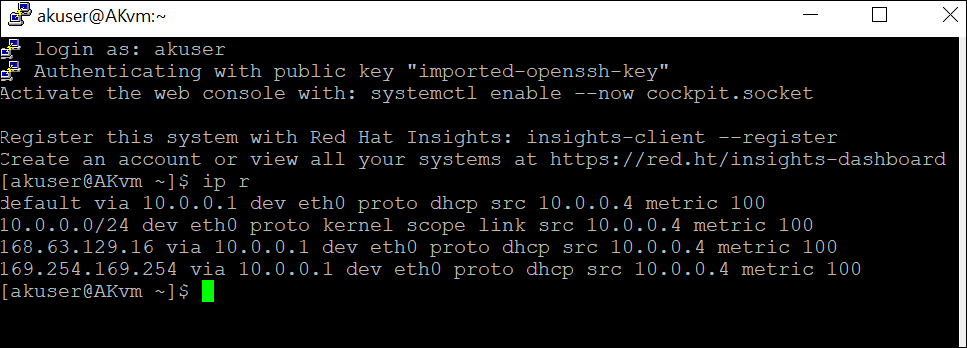 akuser@AKvm:~
login as: akuser
Authenticating with public key "imported-openssh-key"
Activate the web console with: systemctl enable --now cockpit.socket
Register this system with Red Hat Insights: insights-client --register
Create an account or view all your systems at https://red.ht/insights-dashboard
[akuser@AKvm ~]$ ip r
default via 10.0.0.1 dev eth0 proto dhcp src 10.0.0.4 metric 100
10.0.0.0/24 dev eth0 proto kernel scope link src 10.0.0.4 metric 100
168.63.129.16 via 10.0.0.1 dev eth0 proto dhcp src 10.0.0.4 metric 100
169.254.169.254 via 10.0.0.1 dev eth0 proto dhcp src 10.0.0.4 metric 100
[akuser@AKvm ~]$